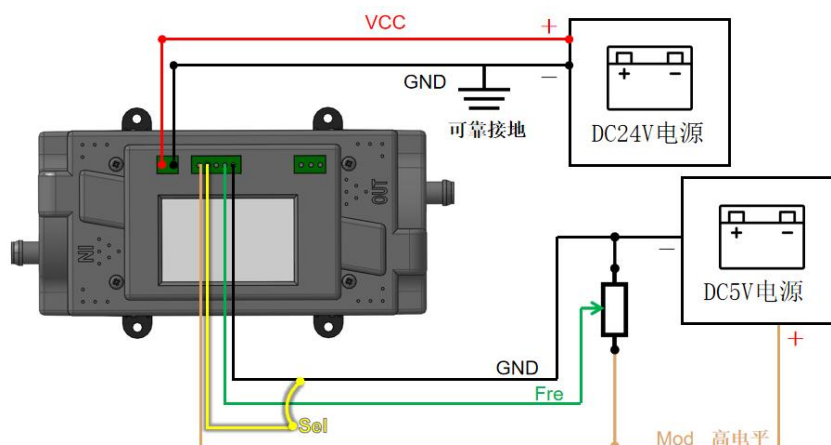 VCC
+
GND
—
可靠接地
+ −
DC24V电源
IN
OUT
—
+ −
DC5V电源
+
GND
Fre
Sel
Mod 高电平